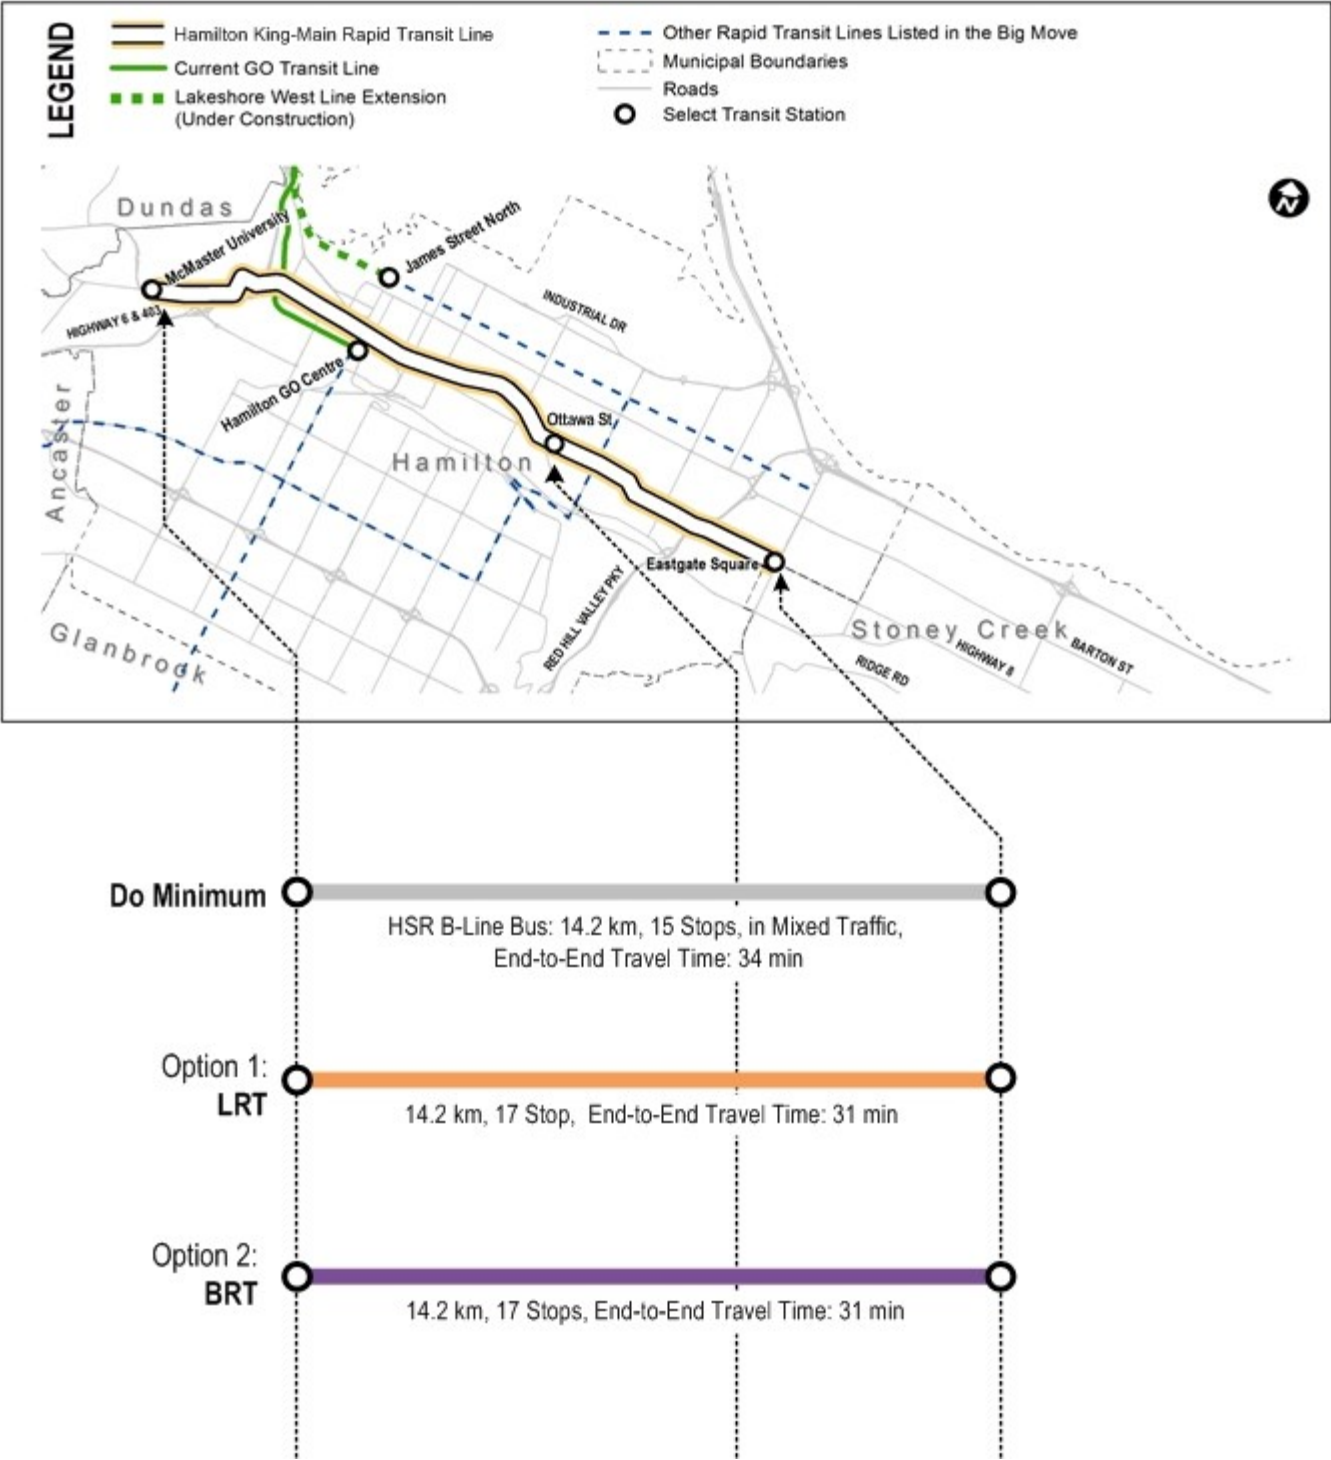 LEGEND
Hamilton King-Main Rapid Transit Line
Current GO Transit Line
Lakeshore West Line Extension
(Under Construction)
Other Rapid Transit Lines Listed in the Big Move
Municipal Boundaries
Roads
Select Transit Station
N
Dundas
McMaster University
James Street North
HIGHWAY 6 & 403
INDUSTRIAL DR
Hamilton GO Centre
Ancaster
Ottawa St
Hamilton
Eastgate Square
RED HILL VALLEY PKY
Glanbrook
Stoney Creek
HIGHWAY 8
BARTON ST
RIDGE RD
Do Minimum
HSR B-Line Bus: 14.2 km, 15 Stops, in Mixed Traffic,
End-to-End Travel Time: 34 min
Option 1:
LRT
14.2 km, 17 Stop, End-to-End Travel Time: 31 min
Option 2:
BRT
14.2 km, 17 Stops, End-to-End Travel Time: 31 min